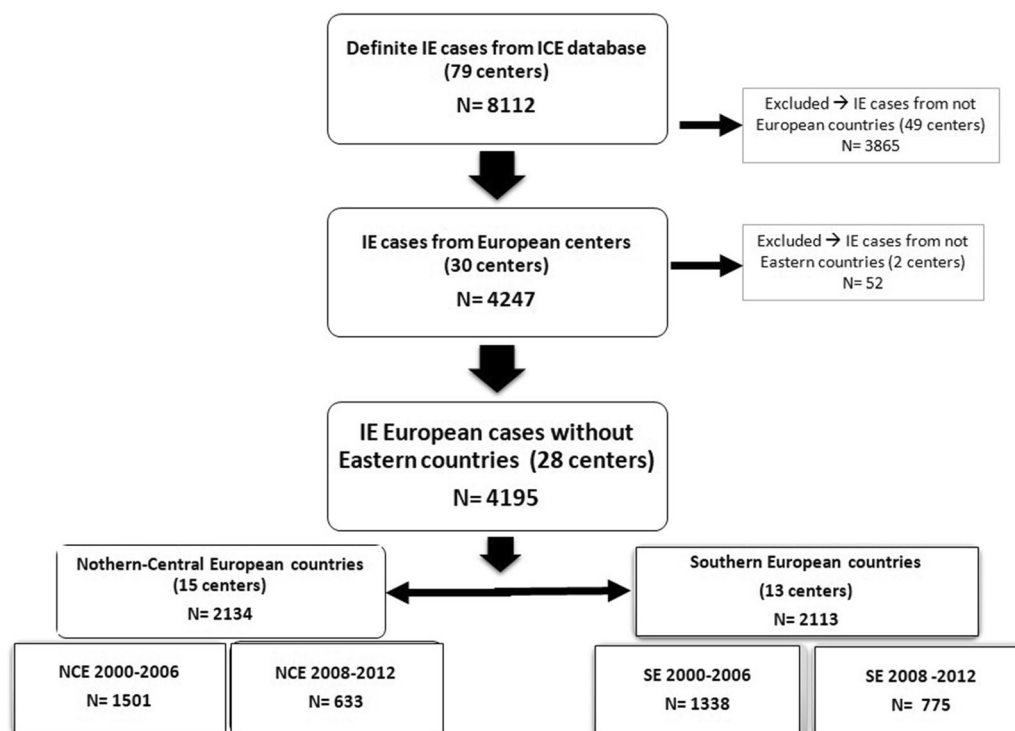 Definite IE cases from ICE database
(79 centers)
N= 8112
Excluded → IE cases from not
European countries (49 centers)
N= 3865
IE cases from European centers
(30 centers)
N= 4247
Excluded → IE cases from not
Eastern countries (2 centers)
N= 52
IE European cases without
Eastern countries (28 centers)
N= 4195
Nothern-Central European countries
(15 centers)
N= 2134
Southern European countries
(13 centers)
N= 2113
NCE 2000-2006
N= 1501
NCE 2008-2012
N= 633
SE 2000-2006
N= 1338
SE 2008 -2012
N= 775